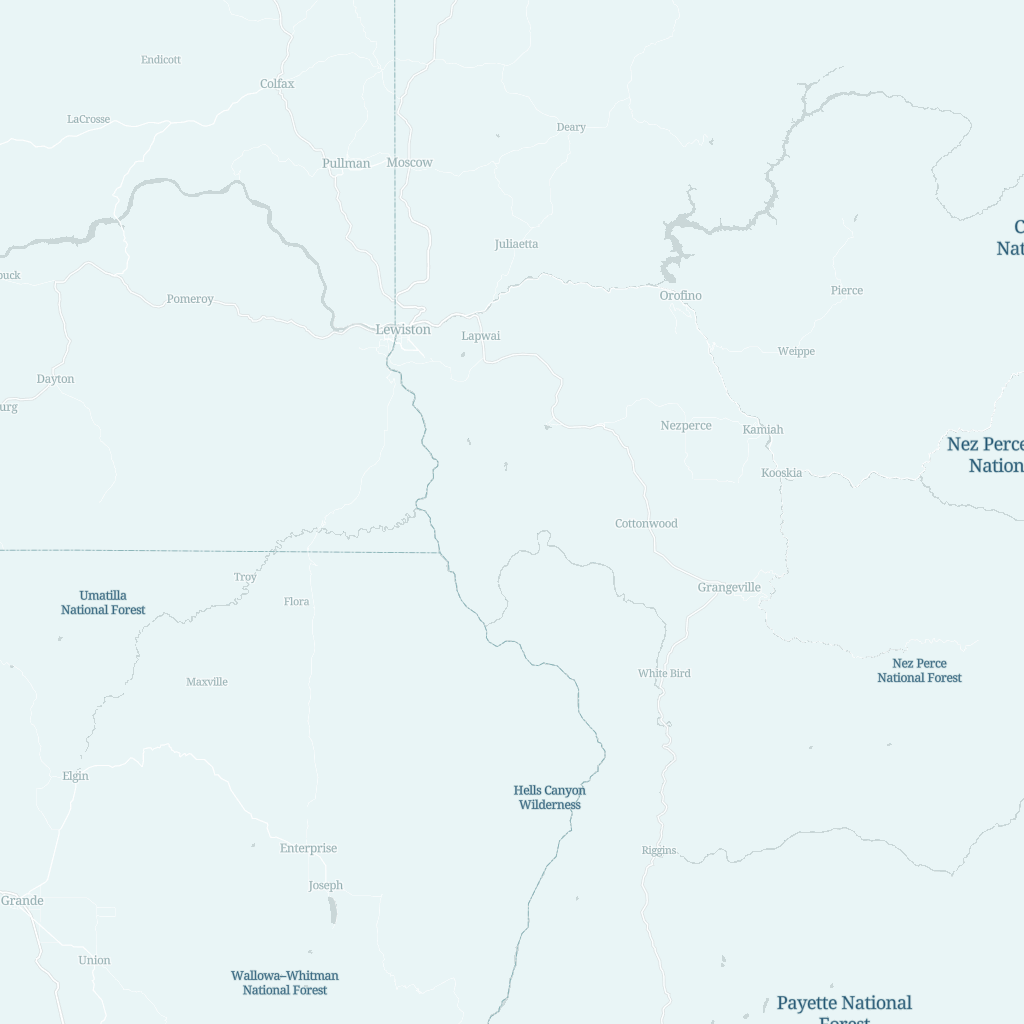 Endicott
Colfax
LaCrosse
Deary
Pullman
Moscow
Juliaetta
Pierce
Orofino
Pomeroy
Lewiston
Lapwai
Weippe
Dayton
Nezperce
Kamiah
Nez Perce
Nation
Kooskia
Cottonwood
Troy
Grangeville
Umatilla
National Forest
Flora
Nez Perce
National Forest
White Bird
Maxville
Elgin
Hells Canyon
Wilderness
Enterprise
Riggins
Joseph
Grande
Union
Wallowa–Whitman
National Forest
Payette National
Forest